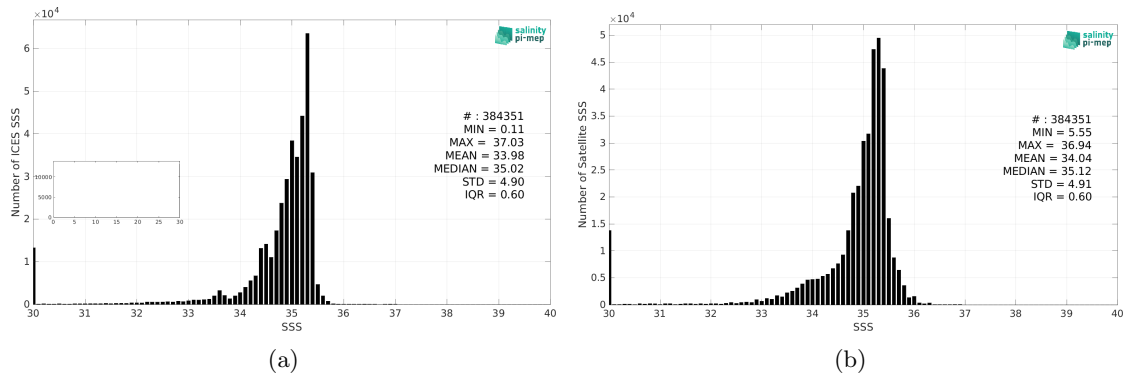 ×10⁴
6
5
4
3
2
1
0
Number of ICES SSS
10000
5000
0
0 5 10 15 20 25 30
salinity
pi-mep
# : 384351
MIN = 0.11
MAX = 37.03
MEAN = 33.98
MEDIAN = 35.02
STD = 4.90
IQR = 0.60
30 31 32 33 34 35 36 37 38 39 40
SSS
(a)
×10⁴
5
4.5
4
3.5
3
2.5
2
1.5
1
0.5
0
Number of Satellite SSS
salinity
pi-mep
# : 384351
MIN = 5.55
MAX = 36.94
MEAN = 34.04
MEDIAN = 35.12
STD = 4.91
IQR = 0.60
30 31 32 33 34 35 36 37 38 39 40
SSS
(b)